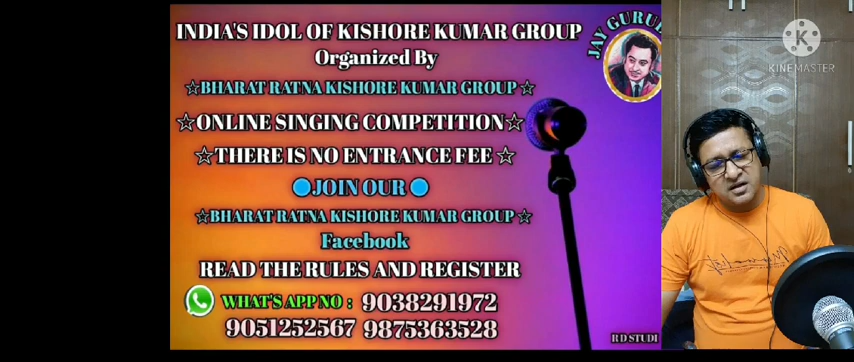 INDIA'S IDOL OF KISHORE KUMAR GROUP
Organized By
☆BHARAT RATNA KISHORE KUMAR GROUP☆
☆ONLINE SINGING COMPETITION☆
☆THERE IS NO ENTRANCE FEE☆
JOIN OUR
☆BHARAT RATNA KISHORE KUMAR GROUP☆
Facebook
READ THE RULES AND REGISTER
WHAT'S APP NO : 9038291972
9051252567 9875363528
JAY GURUD
R D STUDI
K
KINEMASTER